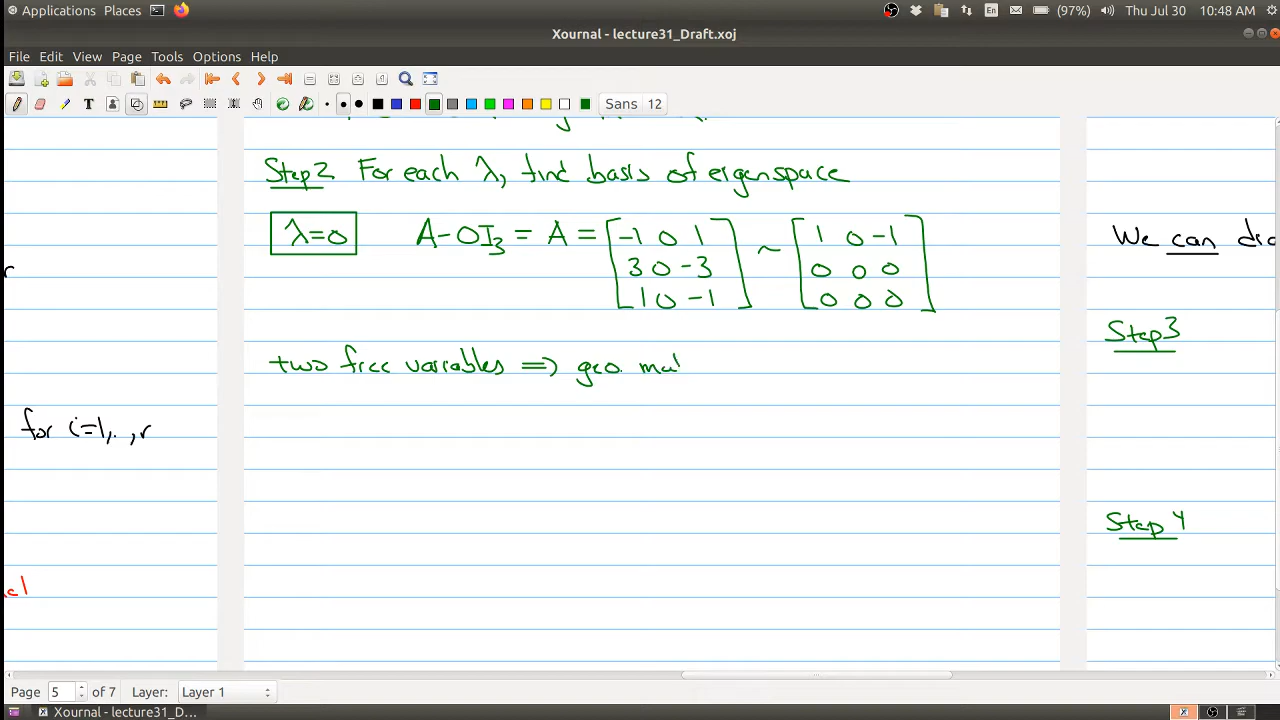 Applications Places En (97%) Thu Jul 30 10:48 AM
Xournal - lecture31_Draft.xoj
File Edit View Page Tools Options Help
Sans 12
Step 2 For each λ, find basis of eigenspace
λ=0 A-0I₃ = A = [-1 0 1 ~ [1 0 -1
3 0 -3 0 0 0
1 0 -1] 0 0 0]
two free variables => geo. mul
r
for i=1,. ,r
We can dia
Step 3
Step 4
Page 5 of 7 Layer: Layer 1
Xournal - lecture31_D...